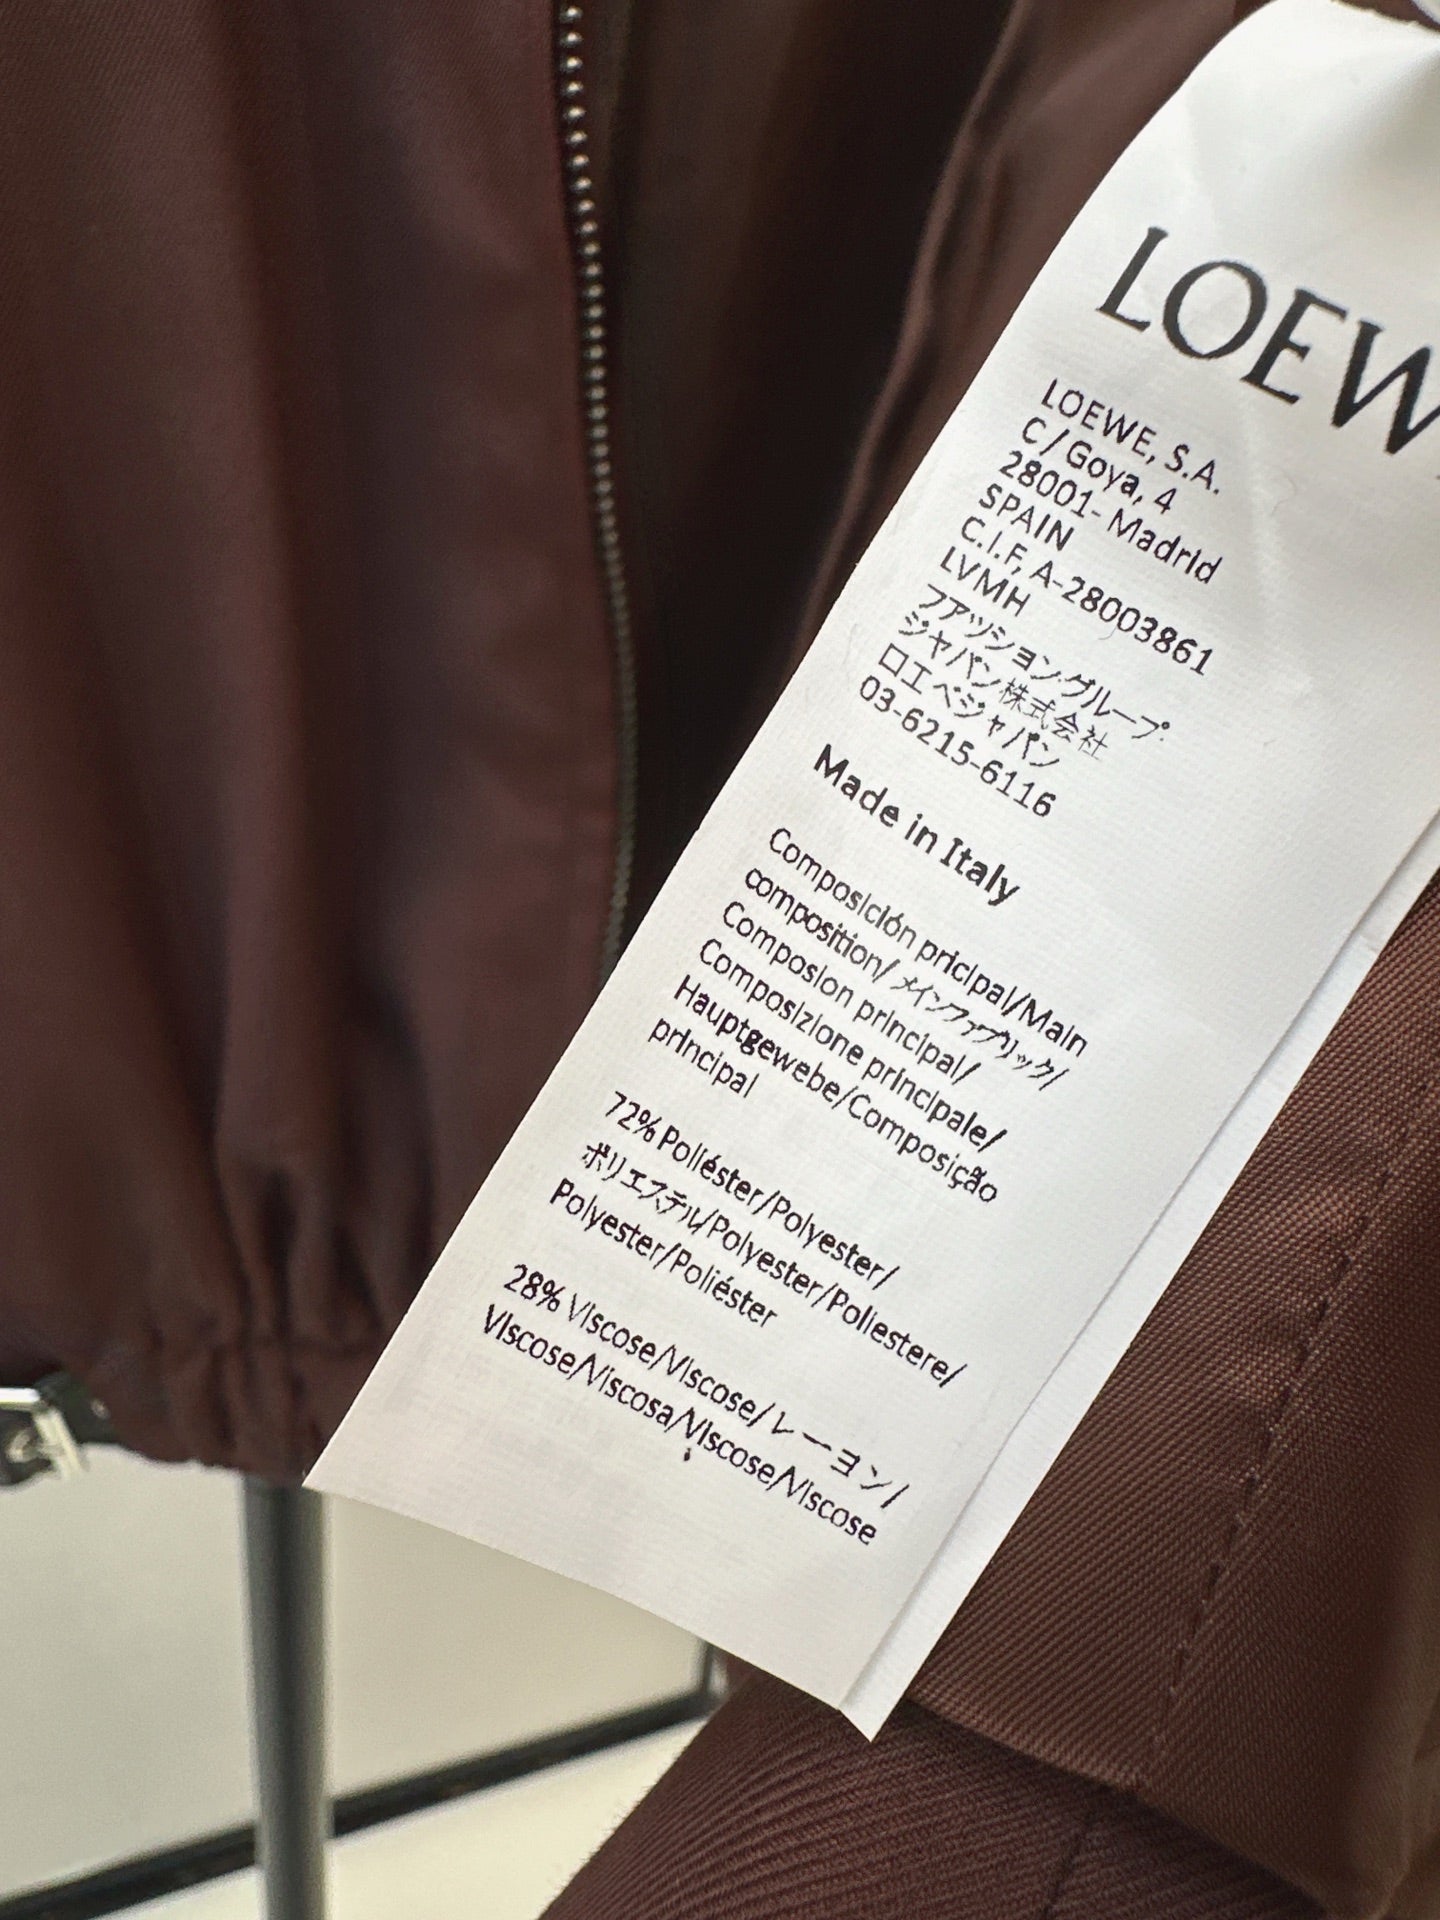 LOEW
LOEWE, S.A.
C/ Goya, 4
28001- Madrid
SPAIN
C.I.F, A-28003861
LVMH
フアツション.グループ.
ジャパン株式会社
ロエベジャパン
03-6215-6116
Made in Italy
Composición pricipal/Main
composition/メインファブリック/
Composion principal/
Composizione principale/
Hauptgewebe/Composição
principal
72% Poliéster/Polyester/
ポリエステル/Polyester/Poliestere/
Polyester/Poliéster
28% Viscose/Viscose/レーヨン/
Viscose/Viscosa/Viscose/Viscose